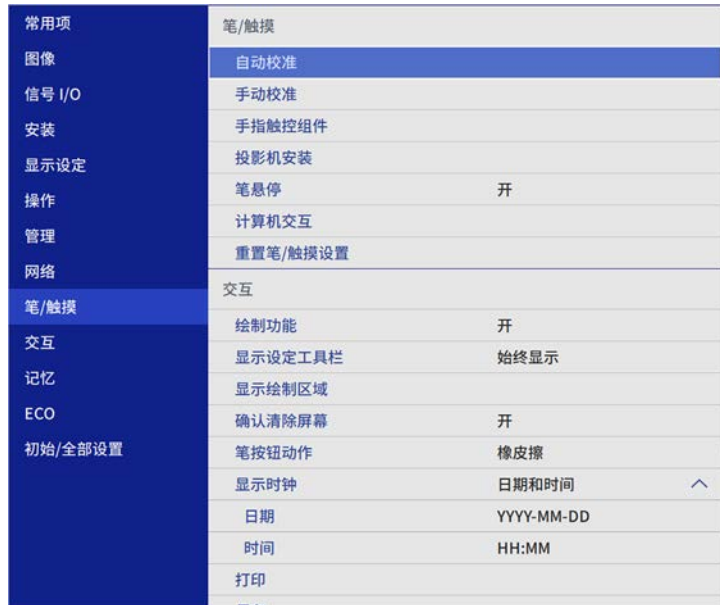 常用项
图像
信号 I/O
安装
显示设定
操作
管理
网络
笔/触摸
交互
记忆
ECO
初始/全部设置
笔/触摸
自动校准
手动校准
手指触控组件
投影机安装
笔悬停 开
计算机交互
重置笔/触摸设置
交互
绘制功能 开
显示设定工具栏 始终显示
显示绘制区域
确认清除屏幕 开
笔按钮动作 橡皮擦
显示时钟 日期和时间
日期 YYYY-MM-DD
时间 HH:MM
打印